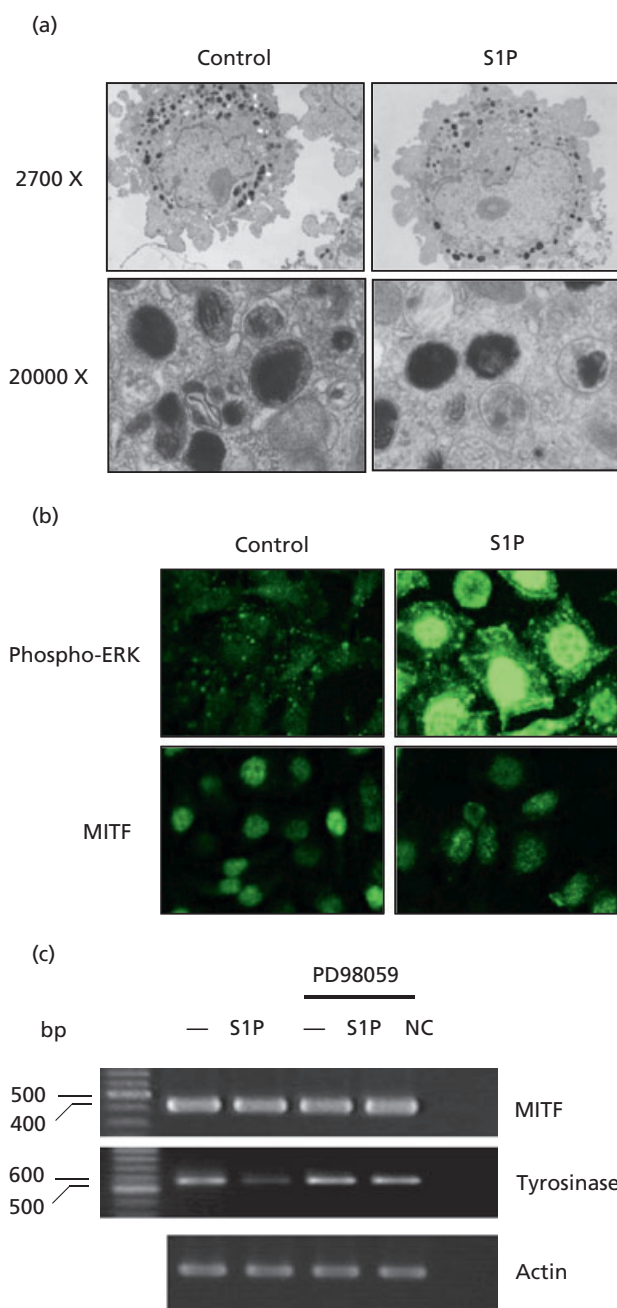 (a)
Control S1P
2700 X
20000 X
(b)
Control S1P
Phospho-ERK
MITF
(c)
PD98059
bp — S1P — S1P NC
500
400
MITF
600
500
Tyrosinase
Actin